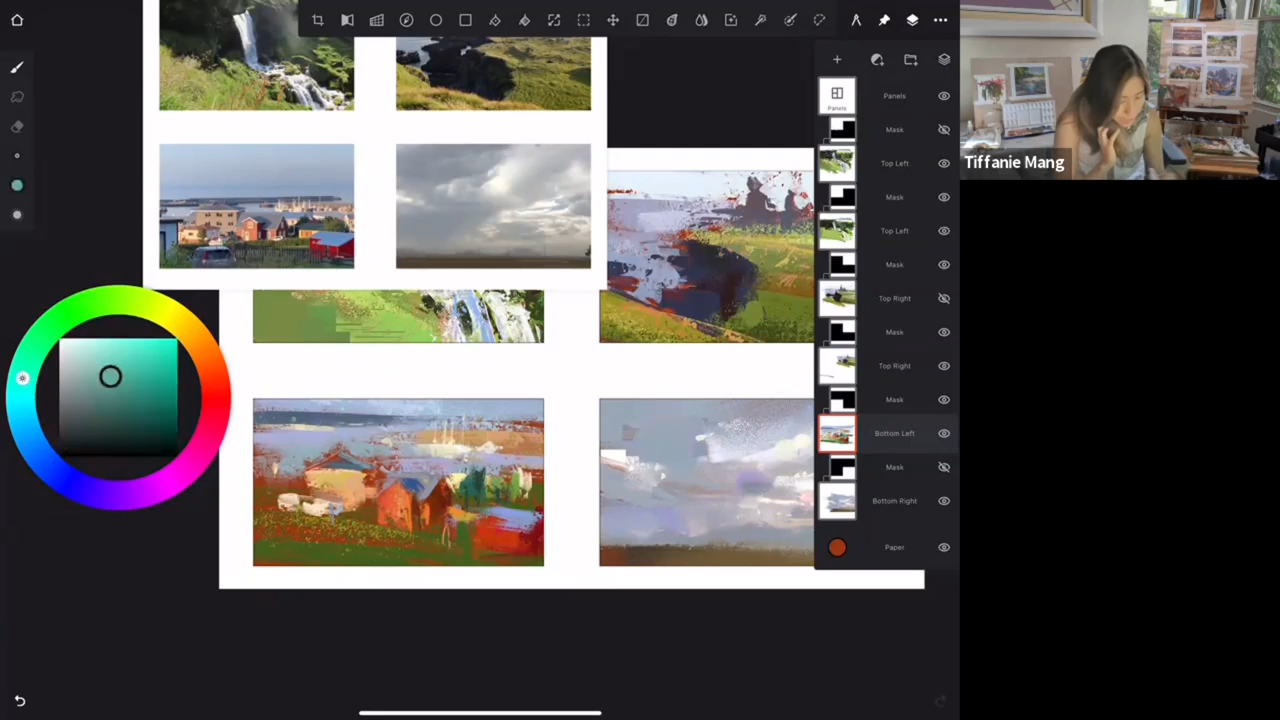 Tiffanie Mang
Panels
Panels
Mask
Top Left
Mask
Top Left
Mask
Top Right
Mask
Top Right
Mask
Bottom Left
Mask
Bottom Right
Paper